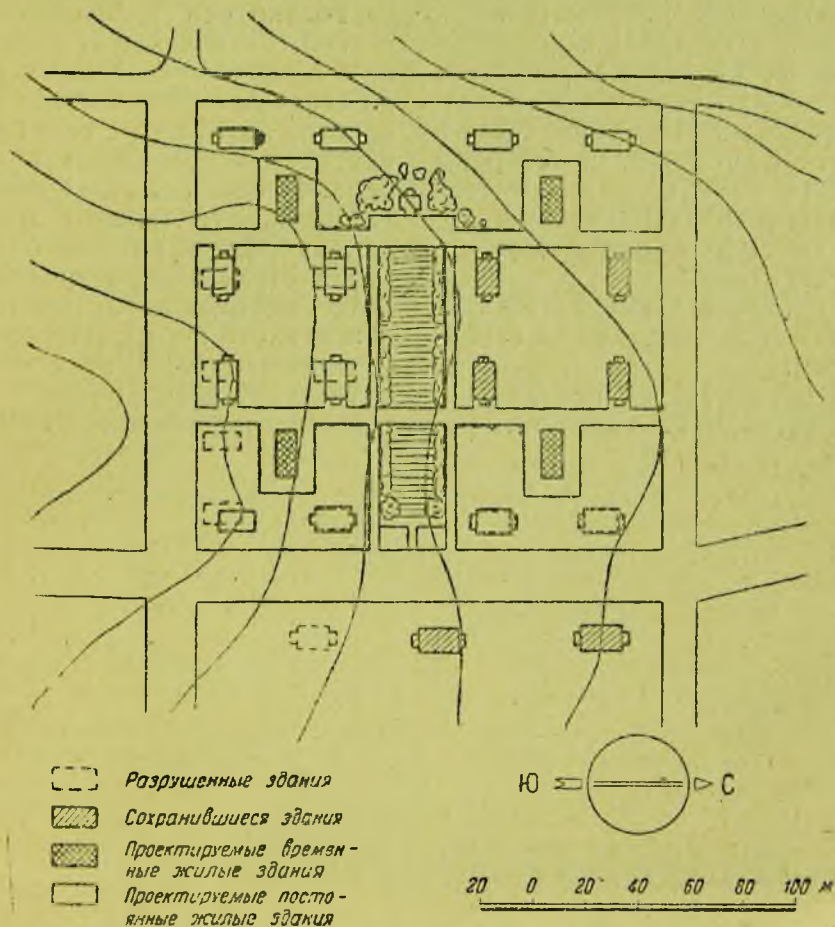 Разрушенные здания
Сохранившиеся здания
Проектируемые времен-
ные жилые здания
Проектируемые посто-
янные жилые здания
Ю С
20 0 20 40 60 80 100 м